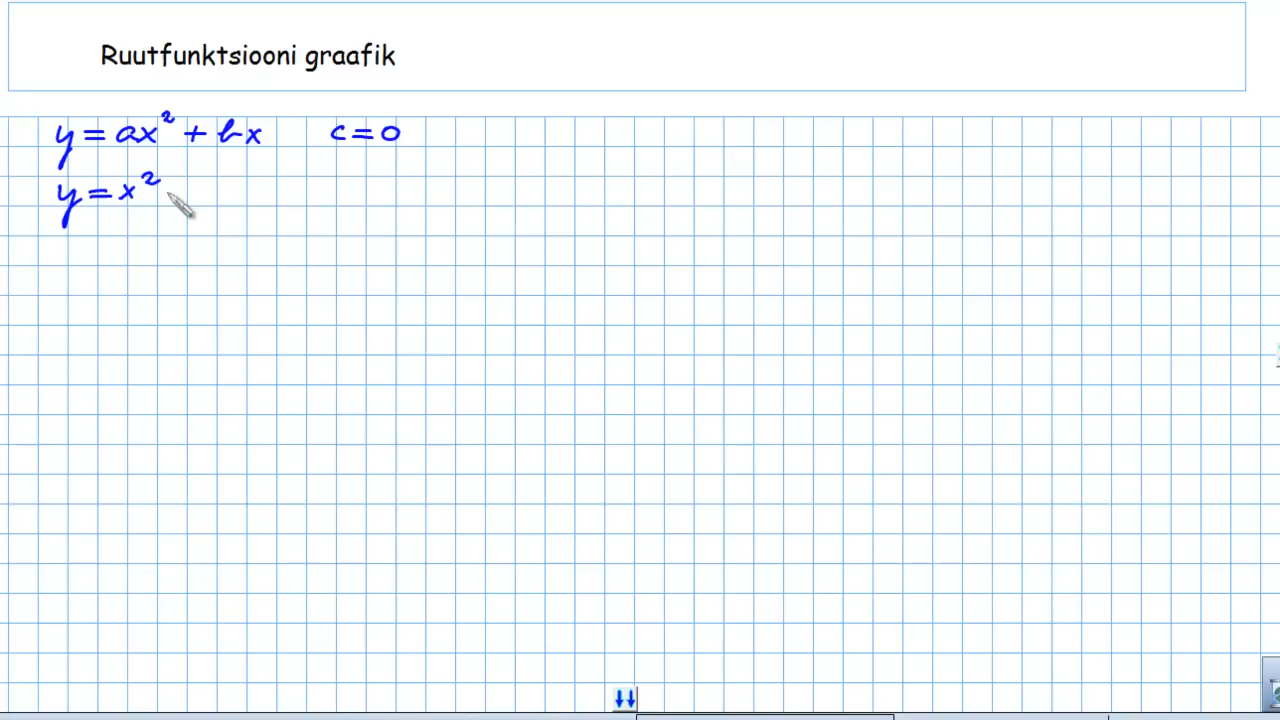 Ruutfunktsiooni graafik
y = ax² + bx c = 0
y = x²